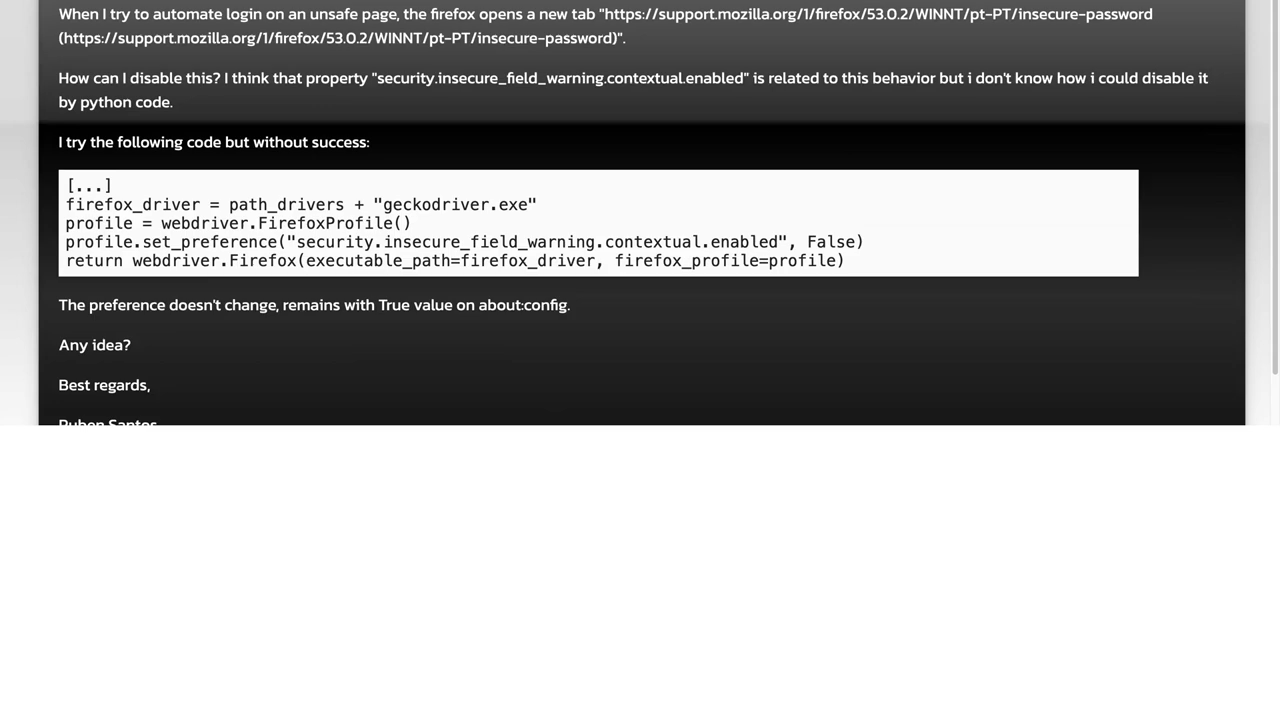 When I try to automate login on an unsafe page, the firefox opens a new tab "https://support.mozilla.org/1/firefox/53.0.2/WINNT/pt-PT/insecure-password
(https://support.mozilla.org/1/firefox/53.0.2/WINNT/pt-PT/insecure-password)".
How can I disable this? I think that property "security.insecure_field_warning.contextual.enabled" is related to this behavior but i don't know how i could disable it
by python code.
I try the following code but without success:
[...]
firefox_driver = path_drivers + "geckodriver.exe"
profile = webdriver.FirefoxProfile()
profile.set_preference("security.insecure_field_warning.contextual.enabled", False)
return webdriver.Firefox(executable_path=firefox_driver, firefox_profile=profile)
The preference doesn't change, remains with True value on about:config.
Any idea?
Best regards,
Ruben Santos